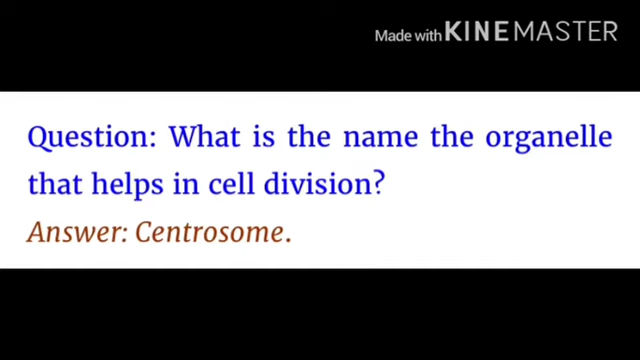 Made with KINEMASTER
Question: What is the name the organelle
that helps in cell division?
Answer: Centrosome.